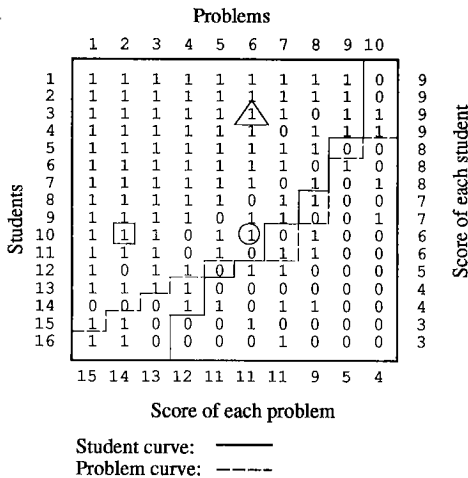 Problems
1 2 3 4 5 6 7 8 9 10
Students
Score of each student
1 1 1 1 1 1 1 1 1 1 0 9
2 1 1 1 1 1 1 1 1 1 0 9
3 1 1 1 1 1 1 1 0 1 1 9
4 1 1 1 1 1 1 0 1 1 1 9
5 1 1 1 1 1 1 1 1 0 0 8
6 1 1 1 1 1 1 1 0 1 0 8
7 1 1 1 1 1 1 0 1 0 1 8
8 1 1 1 1 1 0 1 1 0 0 7
9 1 1 1 1 0 1 1 0 0 1 7
10 1 1 1 0 1 1 0 1 0 0 6
11 1 1 1 0 1 0 1 1 0 0 6
12 1 0 1 1 0 1 1 0 0 0 5
13 1 1 1 1 0 0 0 0 0 0 4
14 0 0 0 1 1 0 1 1 0 0 4
15 1 1 0 0 0 1 0 0 0 0 3
16 1 1 0 0 0 0 1 0 0 0 3
15 14 13 12 11 11 11 9 5 4
Score of each problem
Student curve:
Problem curve: